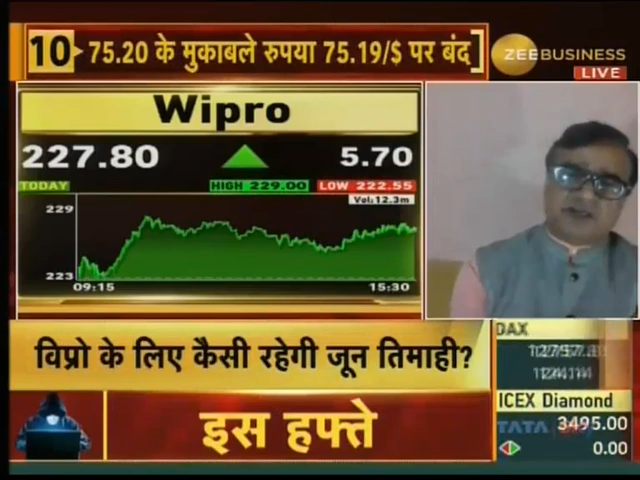 10 75.20 के मुकाबले रुपया 75.19/$ पर बंद
ZEEBUSINESS
LIVE
Wipro
227.80 5.70
TODAY HIGH 229.00 LOW 222.55
Vol:12.3m
229
223
09:15 15:30
विप्रो के लिए कैसी रहेगी जून तिमाही?
इस हफ्ते
DAX
ICEX Diamond
TATA
3495.00
0.00